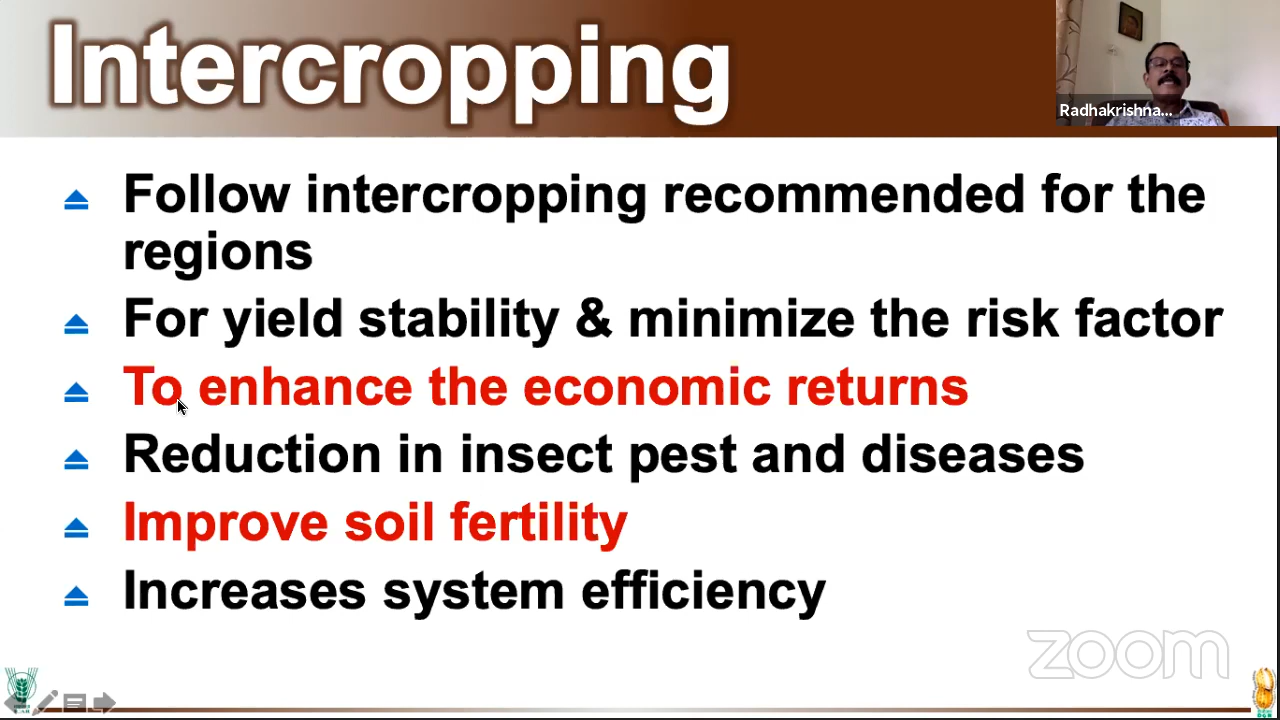 Intercropping
Radhakrishna...
Follow intercropping recommended for the
regions
For yield stability & minimize the risk factor
To enhance the economic returns
Reduction in insect pest and diseases
Improve soil fertility
Increases system efficiency
zoom